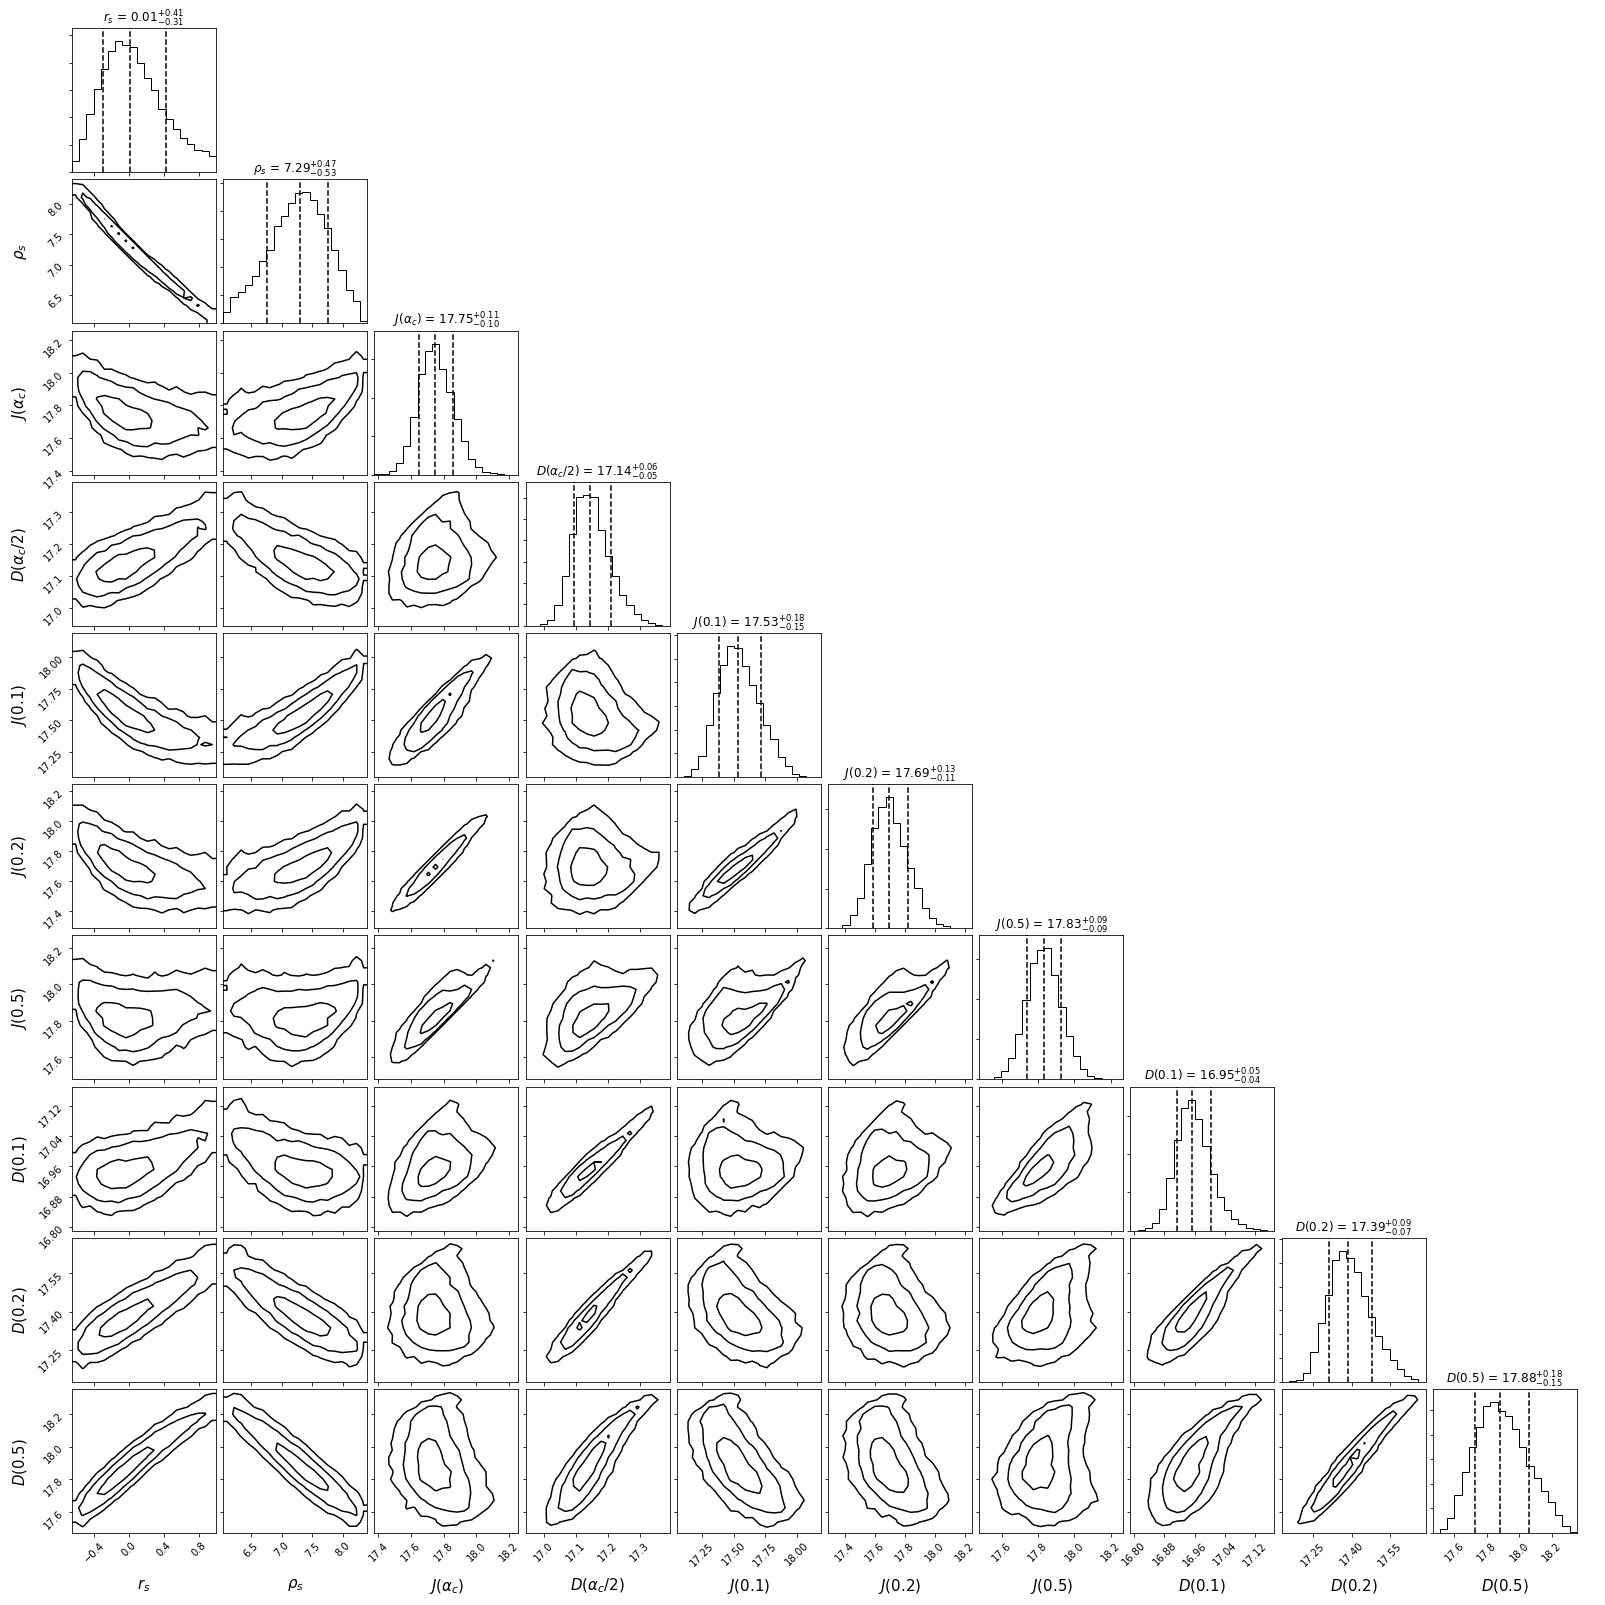 r_s = 0.01^{+0.41}_{−0.31}
ρ_s = 7.29^{+0.47}_{−0.53}
ρ_s
8.0
7.5
7.0
6.5
J(α_c) = 17.75^{+0.11}_{−0.10}
J(α_c)
18.2
18.0
17.8
17.6
17.4
D(α_c/2) = 17.14^{+0.06}_{−0.05}
D(α_c/2)
17.3
17.2
17.1
17.0
J(0.1) = 17.53^{+0.18}_{−0.15}
J(0.1)
18.00
17.75
17.50
17.25
J(0.2) = 17.69^{+0.13}_{−0.11}
J(0.2)
18.2
18.0
17.8
17.6
17.4
J(0.5) = 17.83^{+0.09}_{−0.09}
J(0.5)
18.2
18.0
17.8
17.6
D(0.1) = 16.95^{+0.05}_{−0.04}
D(0.1)
17.12
17.04
16.96
16.88
16.80
D(0.2) = 17.39^{+0.09}_{−0.07}
D(0.2)
17.55
17.40
17.25
D(0.5) = 17.88^{+0.18}_{−0.15}
D(0.5)
18.2
18.0
17.8
17.6
−0.4 0.0 0.4 0.8 6.5 7.0 7.5 8.0 17.4 17.6 17.8 18.0 18.2 17.0 17.1 17.2 17.3 17.25 17.50 17.75 18.00 17.4 17.6 17.8 18.0 18.2 17.6 17.8 18.0 18.2 16.80 16.88 16.96 17.04 17.12 17.25 17.40 17.55 17.6 17.8 18.0 18.2
r_s ρ_s J(α_c) D(α_c/2) J(0.1) J(0.2) J(0.5) D(0.1) D(0.2) D(0.5)